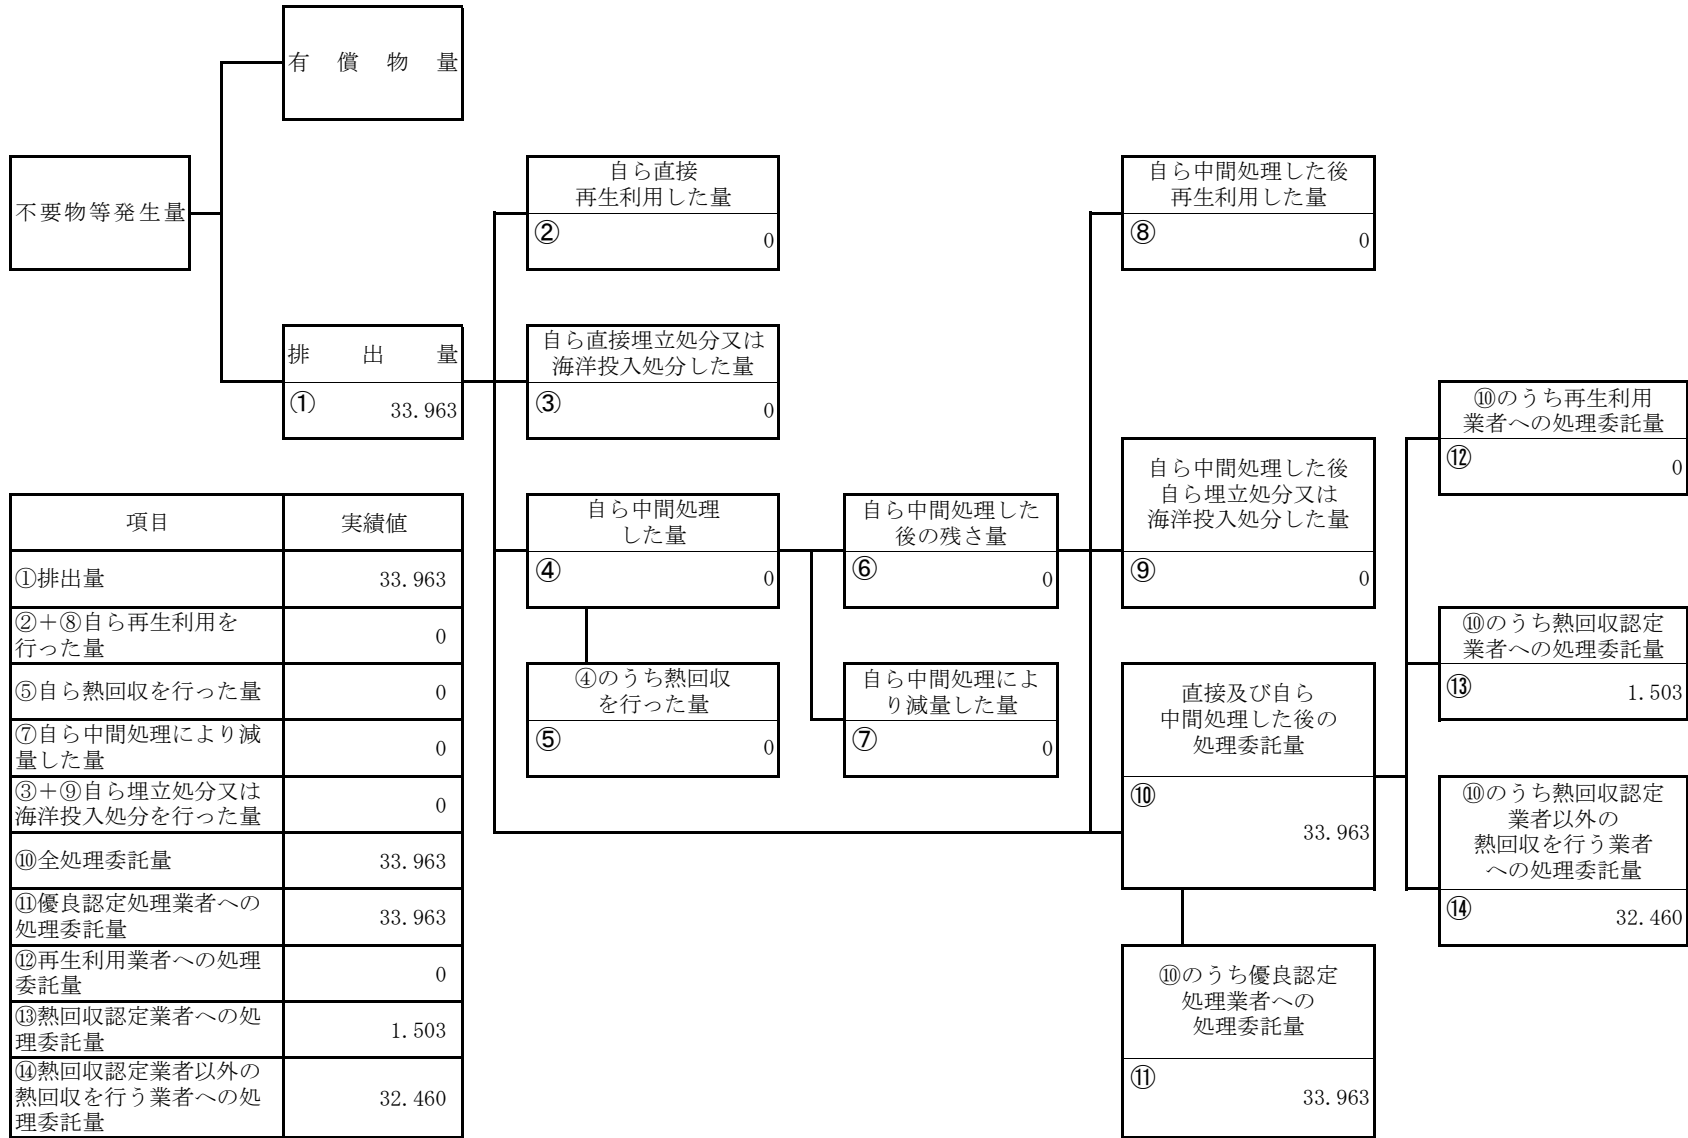 有償物量
不要物等発生量
排出量
① 33.963
自ら直接
再生利用した量
② 0
自ら直接埋立処分又は
海洋投入処分した量
③ 0
自ら中間処理
した量
④ 0
④のうち熱回収
を行った量
⑤ 0
自ら中間処理した
後の残さ量
⑥ 0
自ら中間処理によ
り減量した量
⑦ 0
自ら中間処理した後
再生利用した量
⑧ 0
自ら中間処理した後
自ら埋立処分又は
海洋投入処分した量
⑨ 0
直接及び自ら
中間処理した後の
処理委託量
⑩
33.963
⑩のうち優良認定
処理業者への
処理委託量
⑪
33.963
⑩のうち再生利用
業者への処理委託量
⑫ 0
⑩のうち熱回収認定
業者への処理委託量
⑬ 1.503
⑩のうち熱回収認定
業者以外の
熱回収を行う業者
への処理委託量
⑭ 32.460
項目 実績値
①排出量 33.963
②+⑧自ら再生利用を
行った量 0
⑤自ら熱回収を行った量 0
⑦自ら中間処理により減
量した量 0
③+⑨自ら埋立処分又は
海洋投入処分を行った量 0
⑩全処理委託量 33.963
⑪優良認定処理業者への
処理委託量 33.963
⑫再生利用業者への処理
委託量 0
⑬熱回収認定業者への処
理委託量 1.503
⑭熱回収認定業者以外の
熱回収を行う業者への処
理委託量 32.460